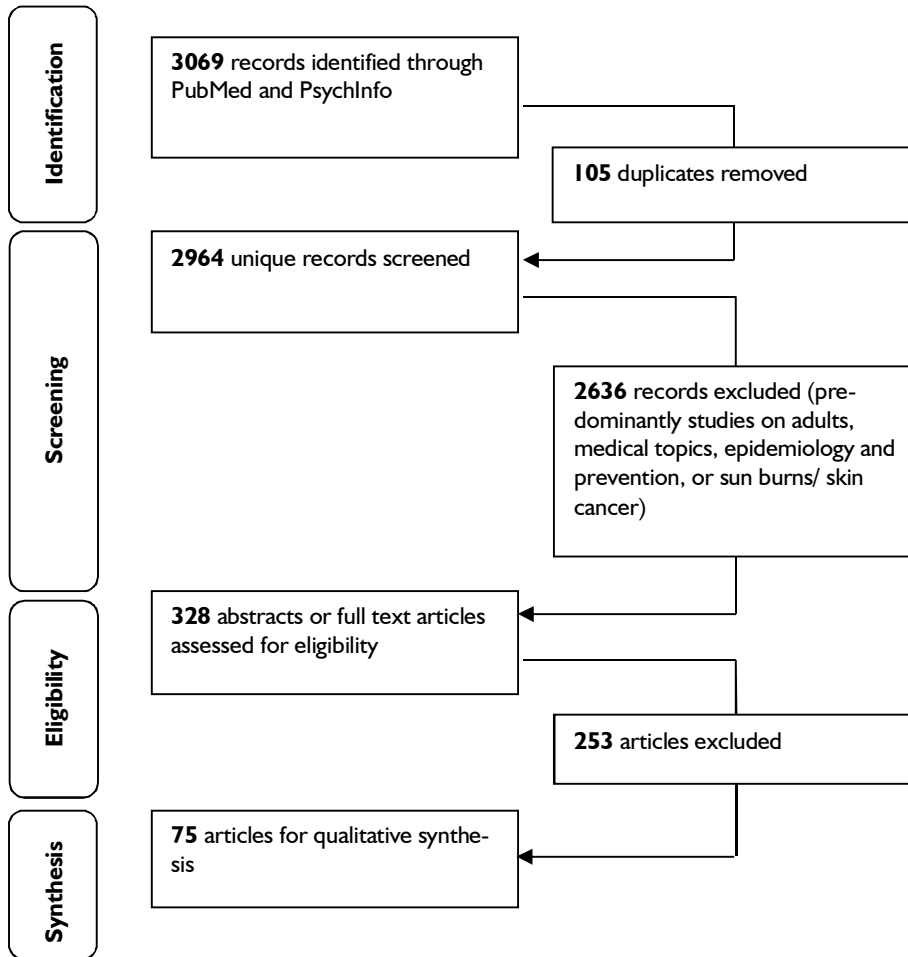 Identification
3069 records identified through
PubMed and PsychInfo
105 duplicates removed
Screening
2964 unique records screened
2636 records excluded (pre-
dominantly studies on adults,
medical topics, epidemiology and
prevention, or sun burns/ skin
cancer)
Eligibility
328 abstracts or full text articles
assessed for eligibility
253 articles excluded
Synthesis
75 articles for qualitative synthe-
sis